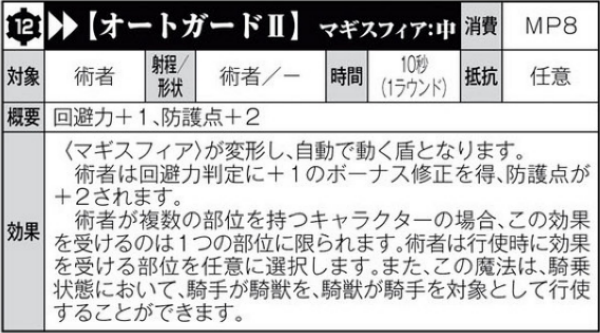 12 ▶▶【オートガードⅡ】 マギスフィア:中 消費 MP8
対象 術者 射程/形状 術者/− 時間 10秒(1ラウンド) 抵抗 任意
概要 回避力+1、防護点+2
効果
〈マギスフィア〉が変形し、自動で動く盾となります。
術者は回避力判定に+1のボーナス修正を得、防護点が
+2されます。
術者が複数の部位を持つキャラクターの場合、この効果
を受けるのは1つの部位に限られます。術者は行使時に効果
を受ける部位を任意に選択します。また、この魔法は、騎乗
状態において、騎手が騎獣を、騎獣が騎手を対象として行使
することができます。